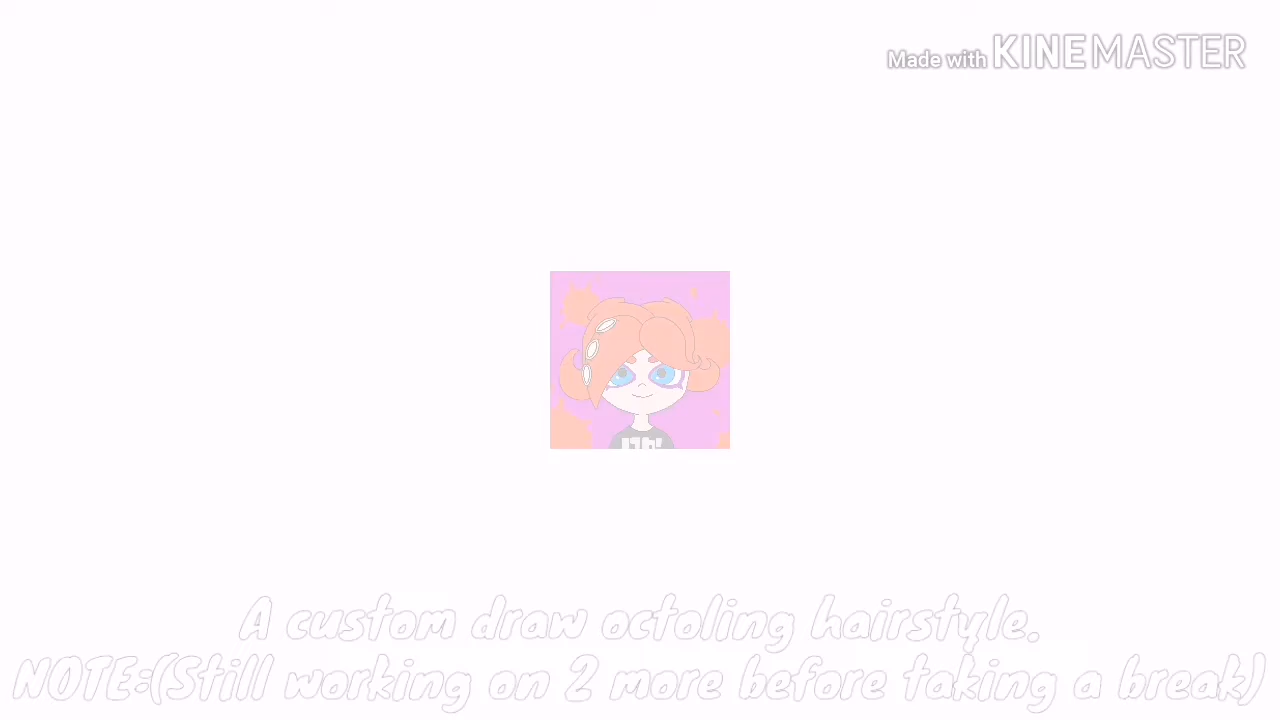 Made with KINEMASTER
A custom draw octoling hairstyle.
NOTE:(Still working on 2 more before taking a break)